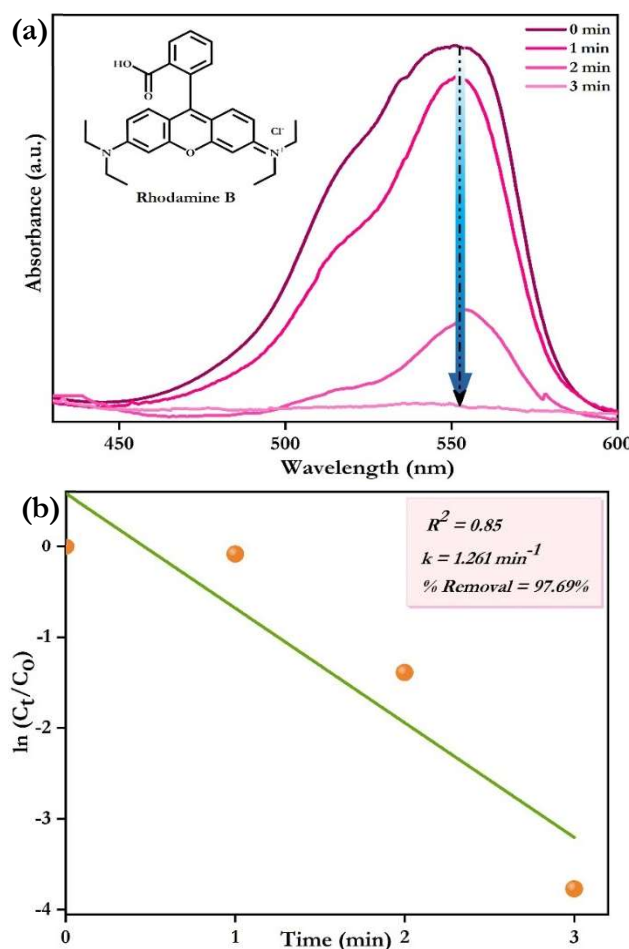 (a)
0 min
1 min
2 min
3 min
HO
O
N
O
N⁺
Cl⁻
Rhodamine B
Absorbance (a.u.)
450
500
550
600
Wavelength (nm)
(b)
R² = 0.85
k = 1.261 min⁻¹
% Removal = 97.69%
ln (Cₜ/C₀)
0
-1
-2
-3
-4
0
1
2
3
Time (min)